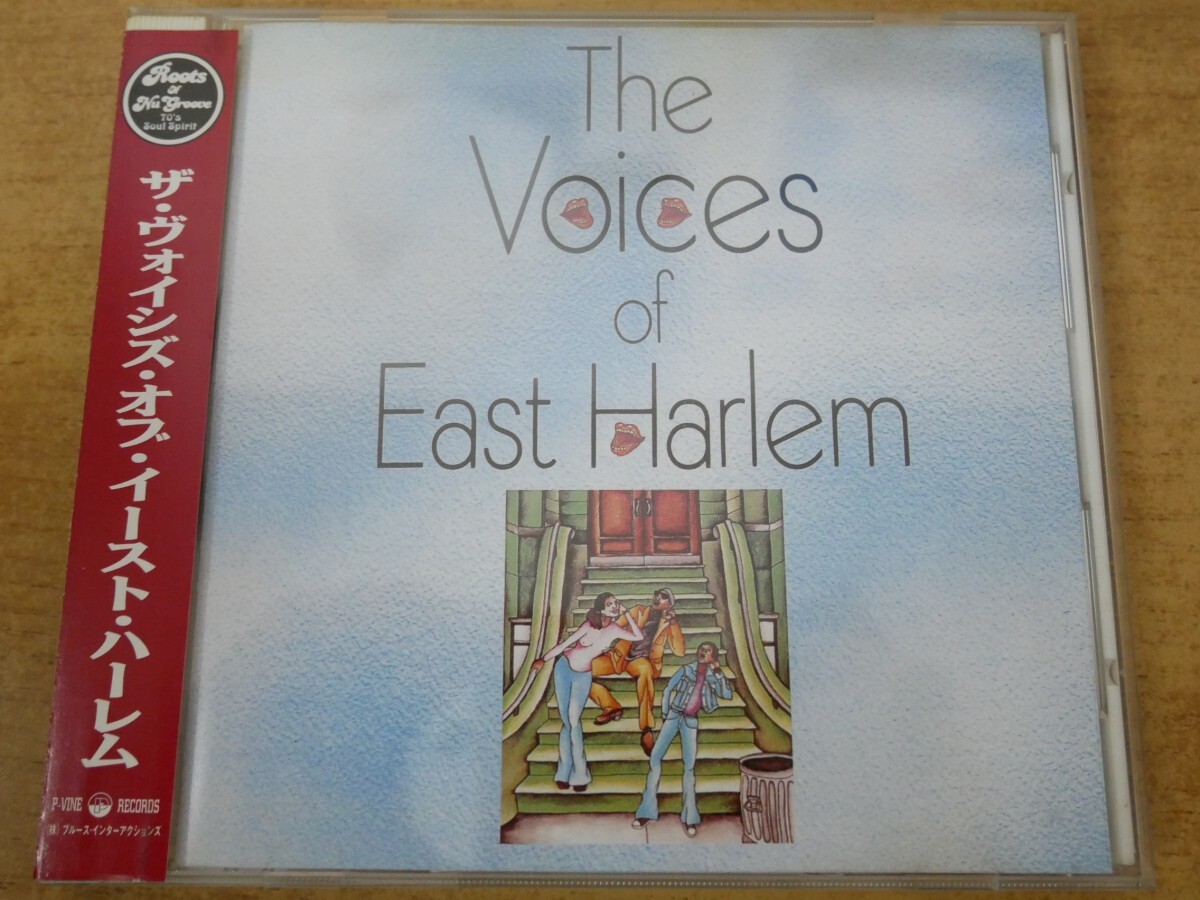 Roots
of
Nu Groove
70's
Soul Spirit
ザ・ヴォイシズ・オブ・イースト・ハーレム
P-VINE RECORDS
(株)ブルース・インターアクションズ
The
Voices
of
East Harlem